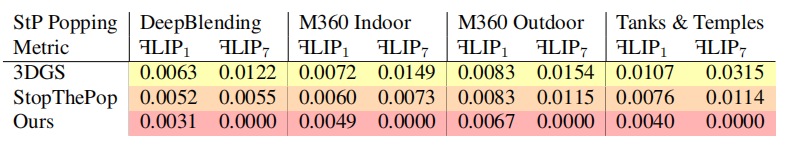 StP Popping DeepBlending M360 Indoor M360 Outdoor Tanks & Temples
Metric ꟻLIP₁ ꟻLIP₇ ꟻLIP₁ ꟻLIP₇ ꟻLIP₁ ꟻLIP₇ ꟻLIP₁ ꟻLIP₇
3DGS 0.0063 0.0122 0.0072 0.0149 0.0083 0.0154 0.0107 0.0315
StopThePop 0.0052 0.0055 0.0060 0.0073 0.0083 0.0115 0.0076 0.0114
Ours 0.0031 0.0000 0.0049 0.0000 0.0067 0.0000 0.0040 0.0000